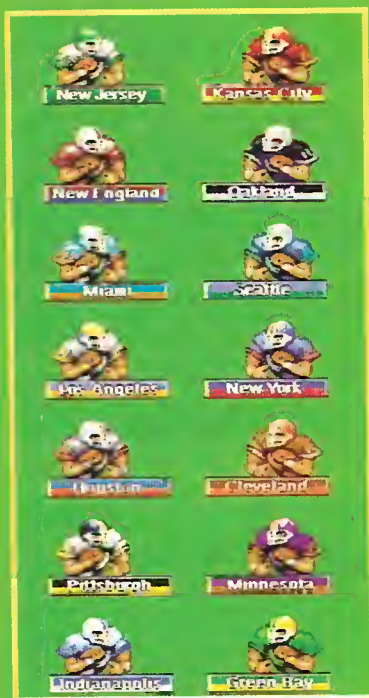 New Jersey
Kansas City
New England
Oakland
Miami
Seattle
Los Angeles
New York
Houston
Cleveland
Pittsburgh
Minnesota
Indianapolis
Green Bay